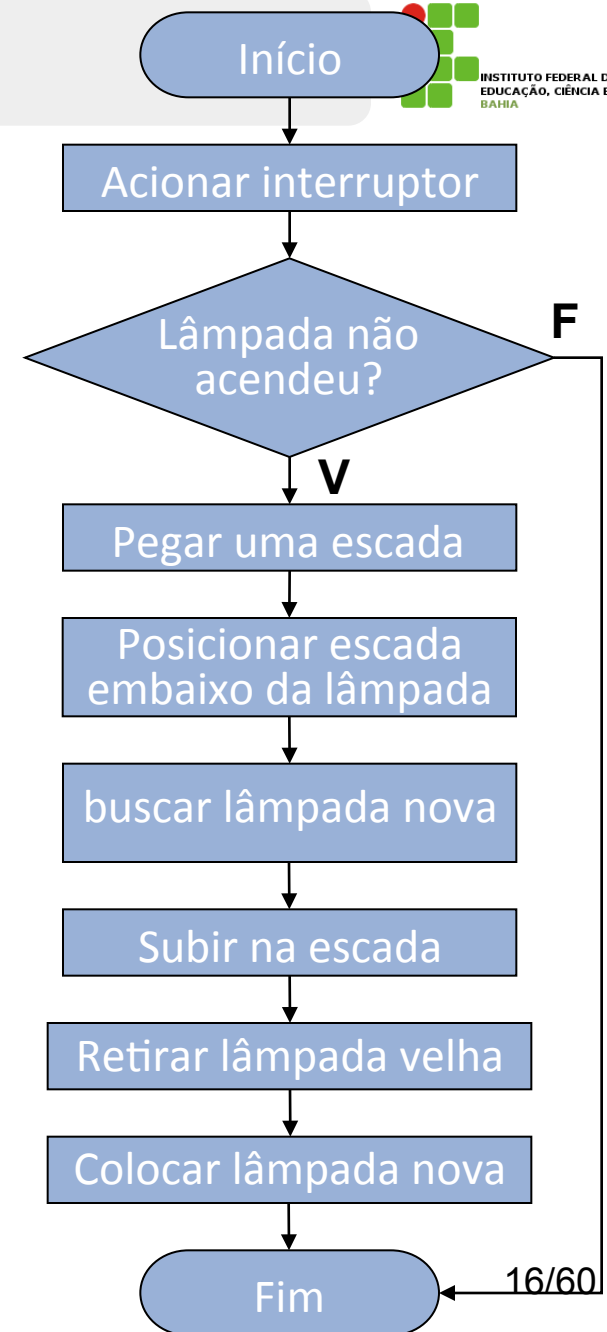 Início
INSTITUTO FEDERAL D
EDUCAÇÃO, CIÊNCIA E
BAHIA
Acionar interruptor
Lâmpada não
acendeu?
F
V
Pegar uma escada
Posicionar escada
embaixo da lâmpada
buscar lâmpada nova
Subir na escada
Retirar lâmpada velha
Colocar lâmpada nova
Fim
16/60